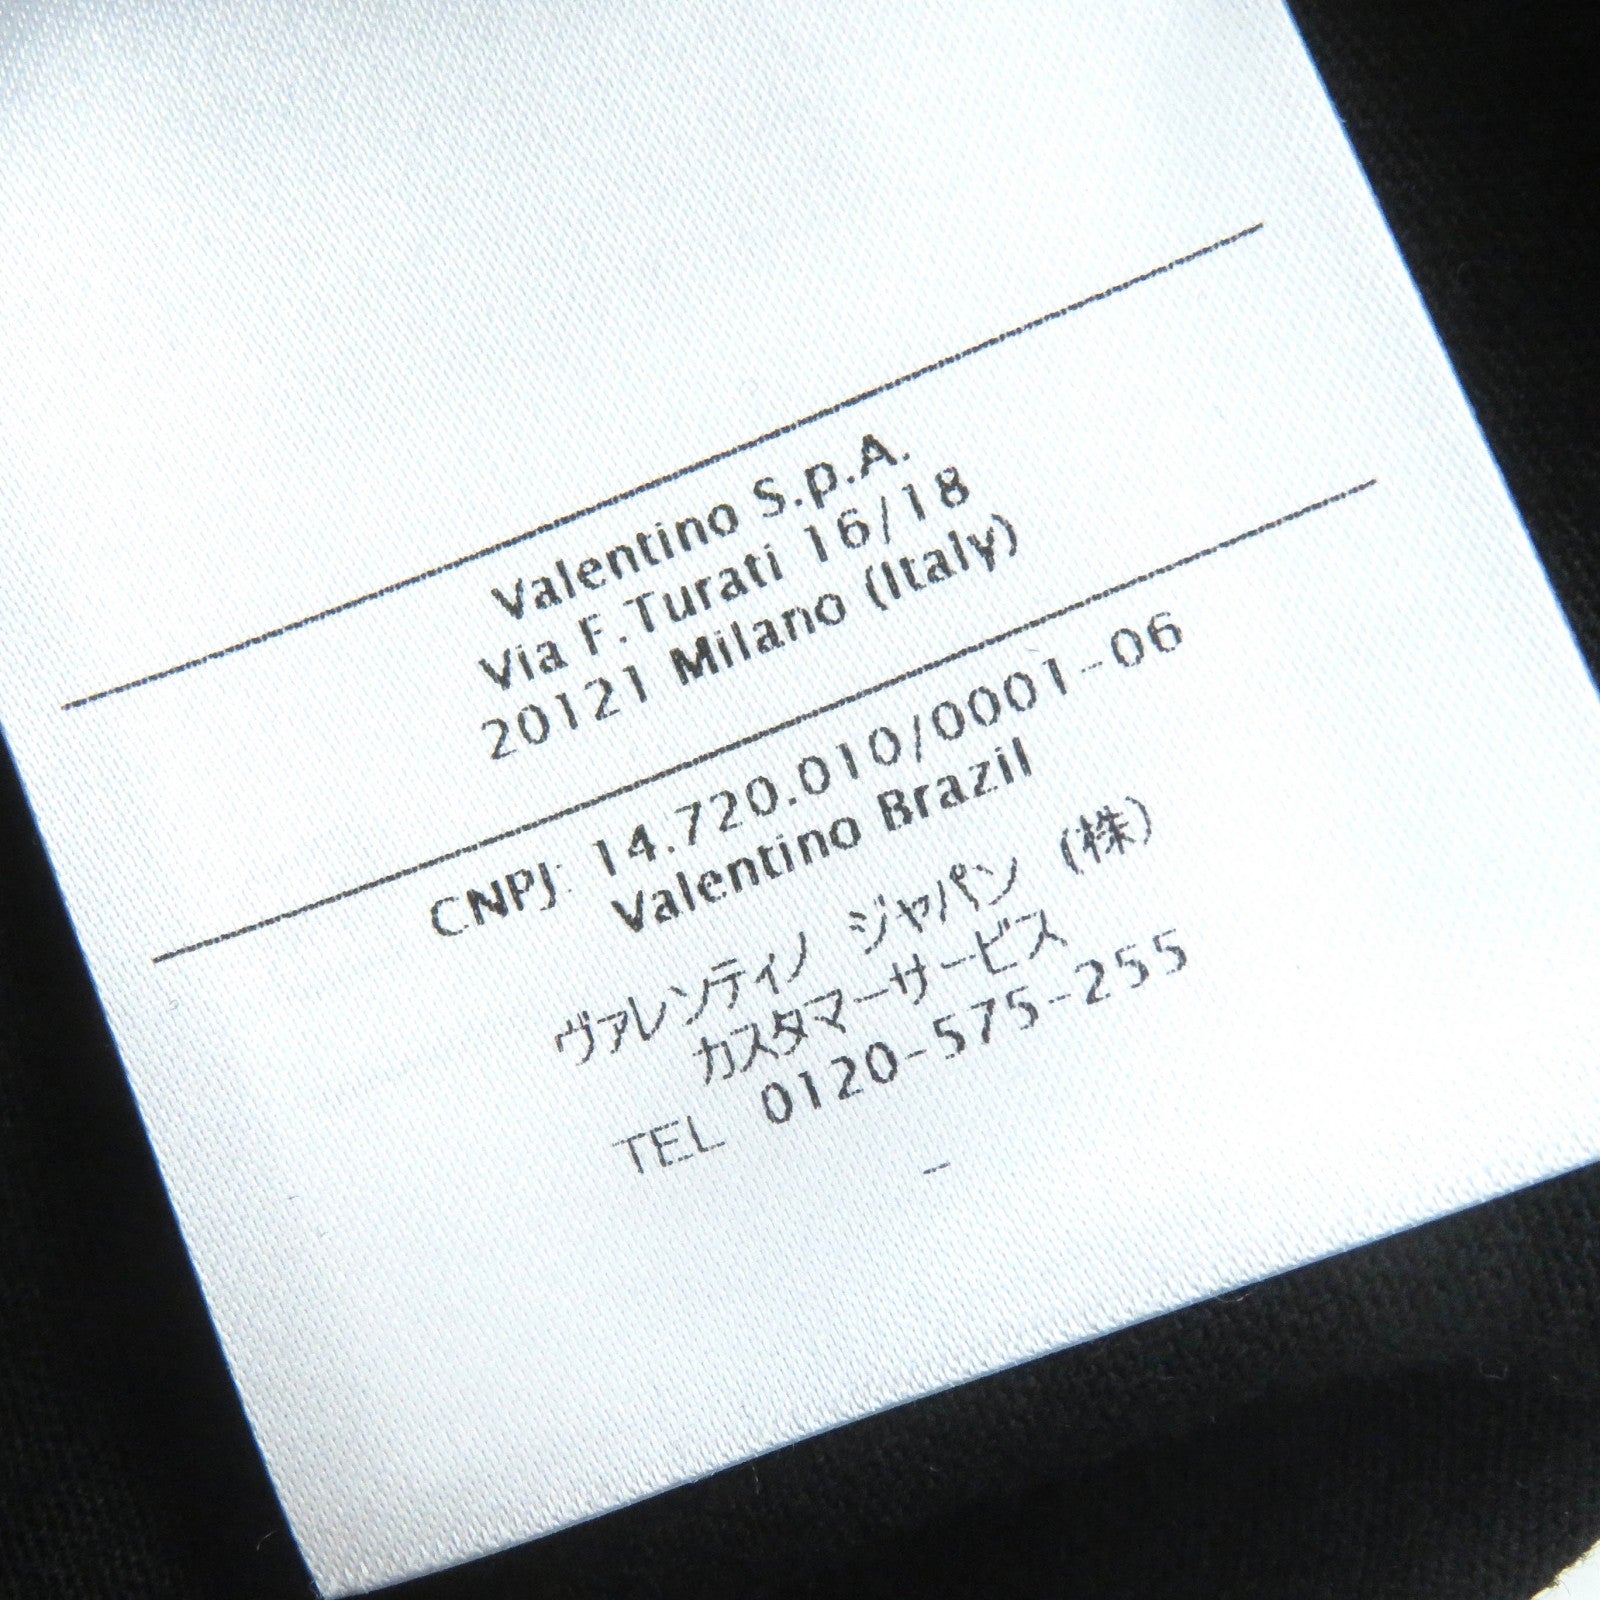 Valentino S.p.A.
Via F.Turati 16/18
20121 Milano (Italy)
CNPJ: 14.720.010/0001-06
Valentino Brazil
ヴァレンティノ ジャパン (株)
カスタマーサービス
TEL 0120-575-255
-